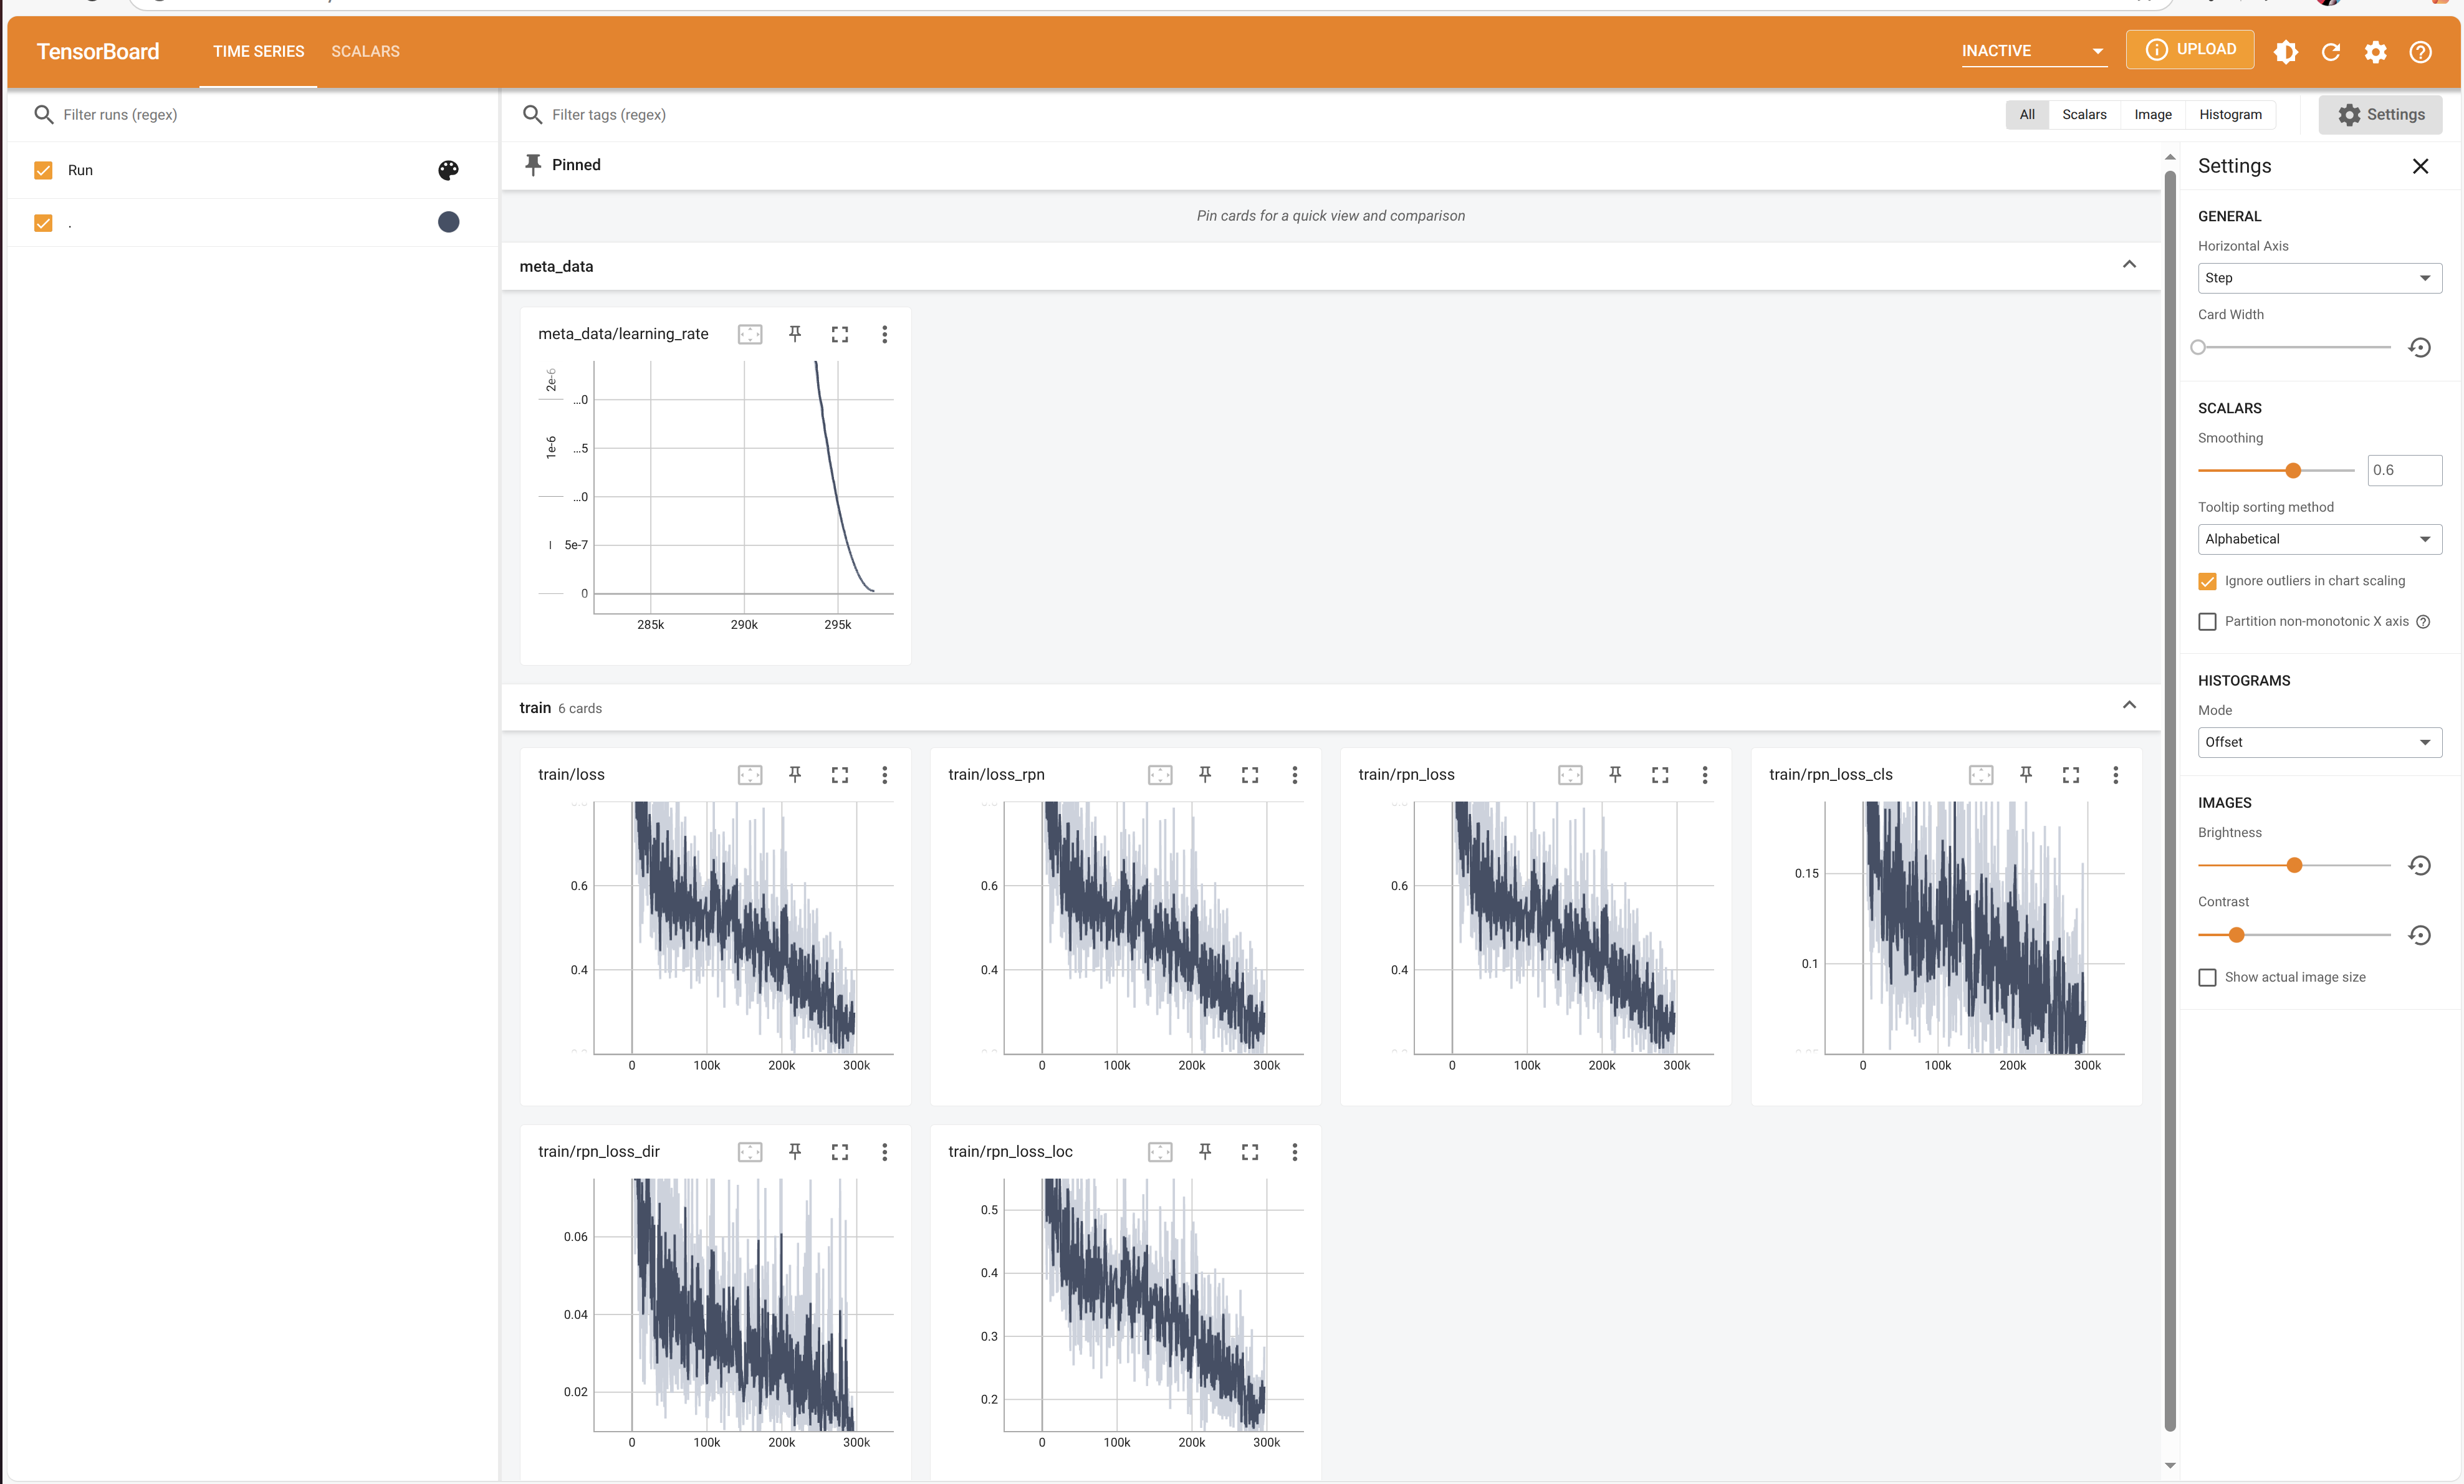 TensorBoard TIME SERIES SCALARS INACTIVE UPLOAD
Filter runs (regex)
Run
.
Filter tags (regex) All Scalars Image Histogram Settings
Pinned
Pin cards for a quick view and comparison
meta_data
meta_data/learning_rate
2e-6
...0
1e-6
...5
...0
5e-7
0
285k 290k 295k
train 6 cards
train/loss
0.6
0.4
0 100k 200k 300k
train/loss_rpn
0.6
0.4
0 100k 200k 300k
train/rpn_loss
0.6
0.4
0 100k 200k 300k
train/rpn_loss_cls
0.15
0.1
0 100k 200k 300k
train/rpn_loss_dir
0.06
0.04
0.02
0 100k 200k 300k
train/rpn_loss_loc
0.5
0.4
0.3
0.2
0 100k 200k 300k
Settings
GENERAL
Horizontal Axis
Step
Card Width
SCALARS
Smoothing
0.6
Tooltip sorting method
Alphabetical
Ignore outliers in chart scaling
Partition non-monotonic X axis
HISTOGRAMS
Mode
Offset
IMAGES
Brightness
Contrast
Show actual image size